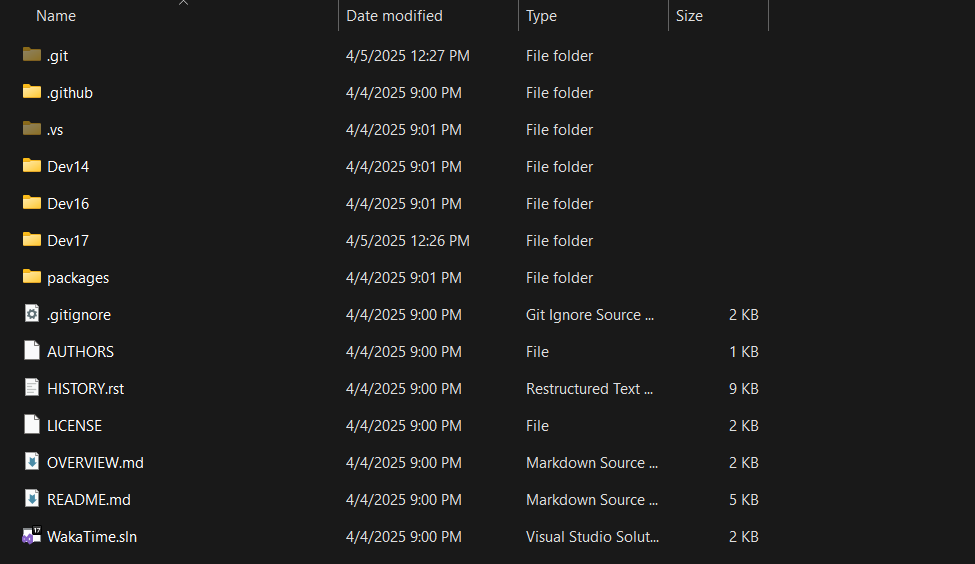 Name Date modified Type Size
.git 4/5/2025 12:27 PM File folder
.github 4/4/2025 9:00 PM File folder
.vs 4/4/2025 9:01 PM File folder
Dev14 4/4/2025 9:01 PM File folder
Dev16 4/4/2025 9:01 PM File folder
Dev17 4/5/2025 12:26 PM File folder
packages 4/4/2025 9:01 PM File folder
.gitignore 4/4/2025 9:00 PM Git Ignore Source ... 2 KB
AUTHORS 4/4/2025 9:00 PM File 1 KB
HISTORY.rst 4/4/2025 9:00 PM Restructured Text ... 9 KB
LICENSE 4/4/2025 9:00 PM File 2 KB
OVERVIEW.md 4/4/2025 9:00 PM Markdown Source ... 2 KB
README.md 4/4/2025 9:00 PM Markdown Source ... 5 KB
17 WakaTime.sln 4/4/2025 9:00 PM Visual Studio Solut... 2 KB